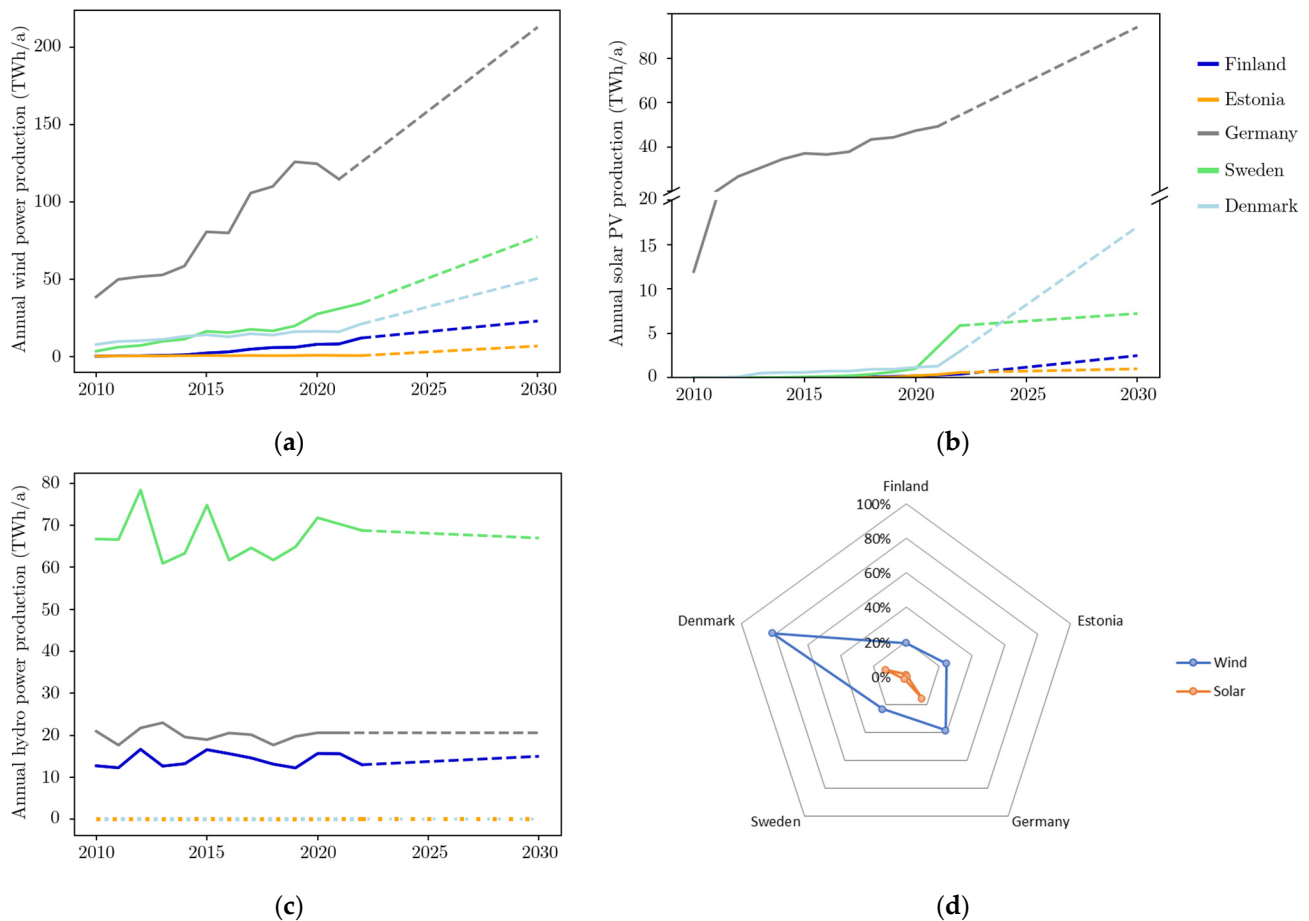 Annual wind power production (TWh/a)
200
150
100
50
0
2010 2015 2020 2025 2030
(a)
Annual solar PV production (TWh/a)
80
60
40
20
20
15
10
5
0
2010 2015 2020 2025 2030
(b)
Finland
Estonia
Germany
Sweden
Denmark
Annual hydro power production (TWh/a)
80
70
60
50
40
30
20
10
0
2010 2015 2020 2025 2030
(c)
Finland
100%
80%
60%
40%
20%
0%
Denmark
Estonia
Sweden
Germany
Wind
Solar
(d)